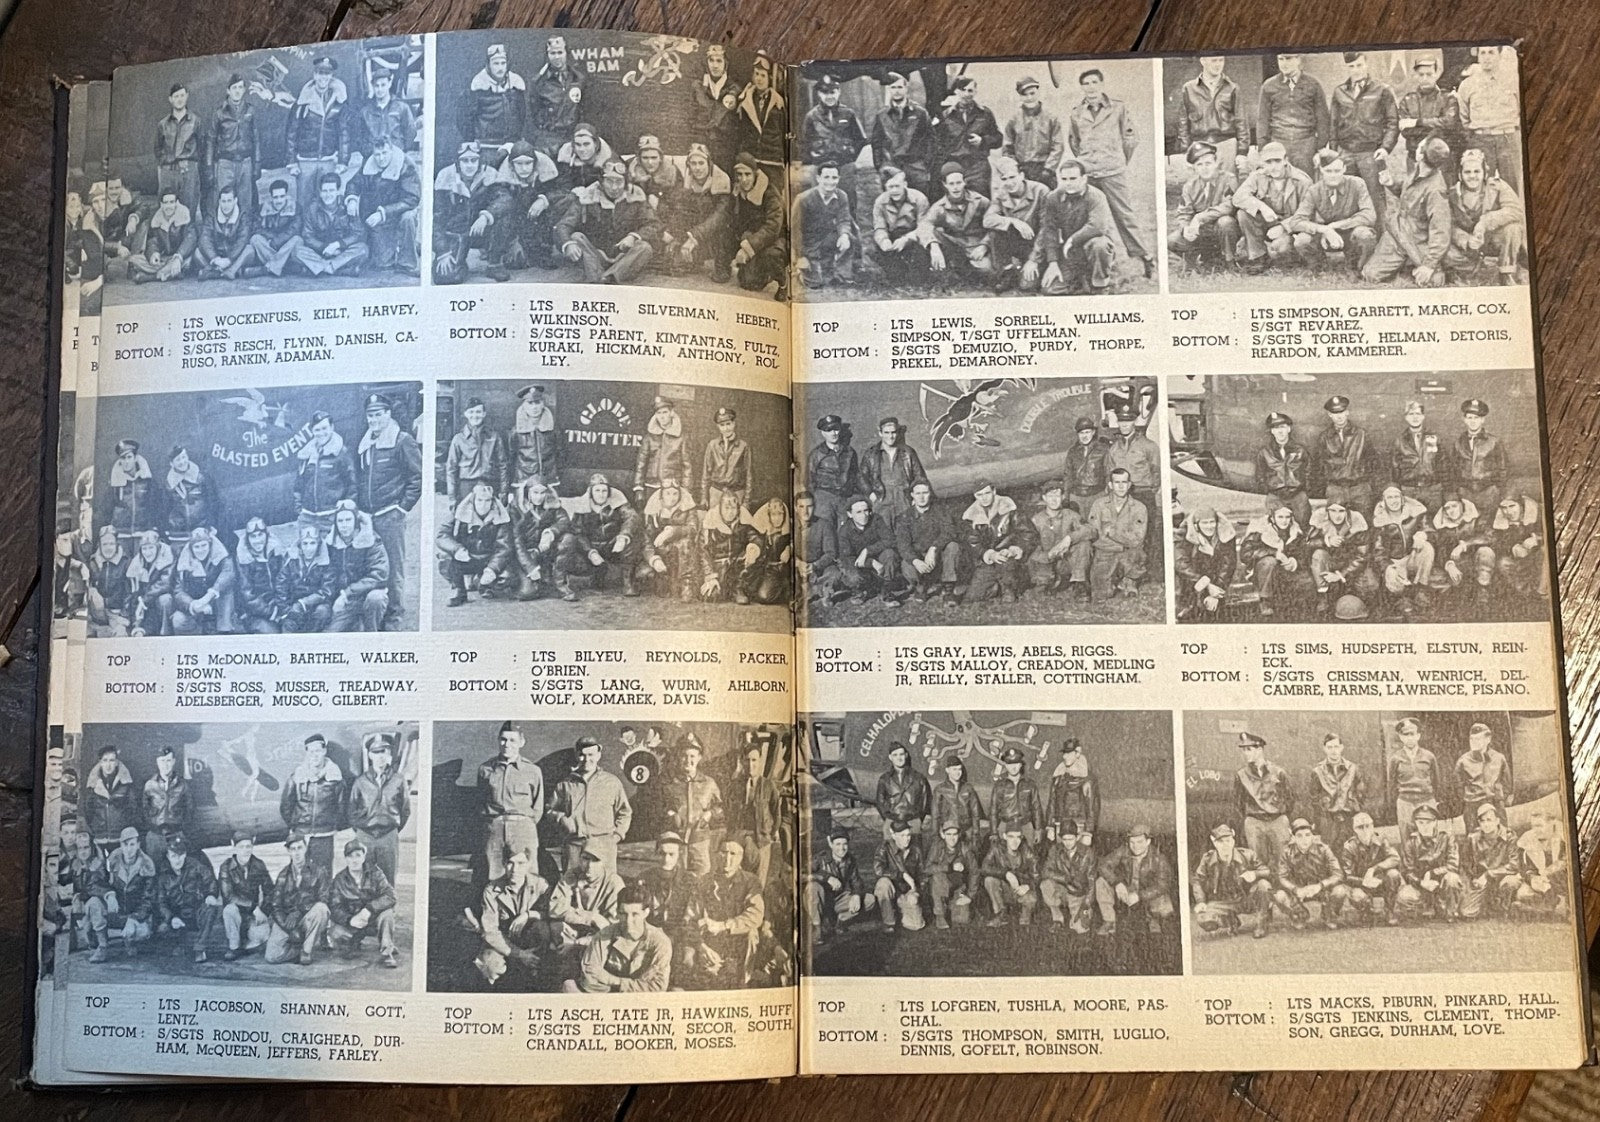 WHAM
BAM
TOP : LTS WOCKENFUSS, KIELT, HARVEY,
STOKES.
BOTTOM : S/SGTS RESCH, FLYNN, DANISH, CA-
RUSO, RANKIN, ADAMAN.
TOP : LTS BAKER, SILVERMAN, HEBERT,
WILKINSON.
BOTTOM : S/SGTS PARENT, KIMTANTAS, FULTZ,
KURAKI, HICKMAN, ANTHONY, ROL-
LEY.
TOP : LTS LEWIS, SORRELL, WILLIAMS,
SIMPSON, T/SGT UFFELMAN.
BOTTOM : S/SGTS DEMUZIO, PURDY, THORPE,
PREKEL, DEMARONEY.
TOP : LTS SIMPSON, GARRETT, MARCH, COX,
S/SGT REVAREZ.
BOTTOM : S/SGTS TORREY, HELMAN, DETORIS,
REARDON, KAMMERER.
The
BLASTED EVENT
GLOBE
TROTTER
TROUBLE
TOP : LTS McDONALD, BARTHEL, WALKER,
BROWN.
BOTTOM : S/SGTS ROSS, MUSSER, TREADWAY,
ADELSBERGER, MUSCO, GILBERT.
TOP : LTS BILYEU, REYNOLDS, PACKER,
O'BRIEN.
BOTTOM : S/SGTS LANG, WURM, AHLBORN,
WOLF, KOMAREK, DAVIS.
TOP : LTS GRAY, LEWIS, ABELS, RIGGS.
BOTTOM : S/SGTS MALLOY, CREADON, MEDLING
JR, REILLY, STALLER, COTTINGHAM.
TOP : LTS SIMS, HUDSPETH, ELSTUN, REIN-
ECK.
BOTTOM : S/SGTS CRISSMAN, WENRICH, DEL-
CAMBRE, HARMS, LAWRENCE, PISANO.
8
EL LOBO
TOP : LTS JACOBSON, SHANNAN, GOTT,
LENTZ.
BOTTOM : S/SGTS RONDOU, CRAIGHEAD, DUR-
HAM, McQUEEN, JEFFERS, FARLEY.
TOP : LTS ASCH, TATE JR, HAWKINS, HUFF
BOTTOM : S/SGTS EICHMANN, SECOR, SOUTH,
CRANDALL, BOOKER, MOSES.
TOP : LTS LOFGREN, TUSHLA, MOORE, PAS-
CHAL.
BOTTOM : S/SGTS THOMPSON, SMITH, LUGLIO,
DENNIS, GOFELT, ROBINSON.
TOP : LTS MACKS, PIBURN, PINKARD, HALL.
BOTTOM : S/SGTS JENKINS, CLEMENT, THOMP-
SON, GREGG, DURHAM, LOVE.